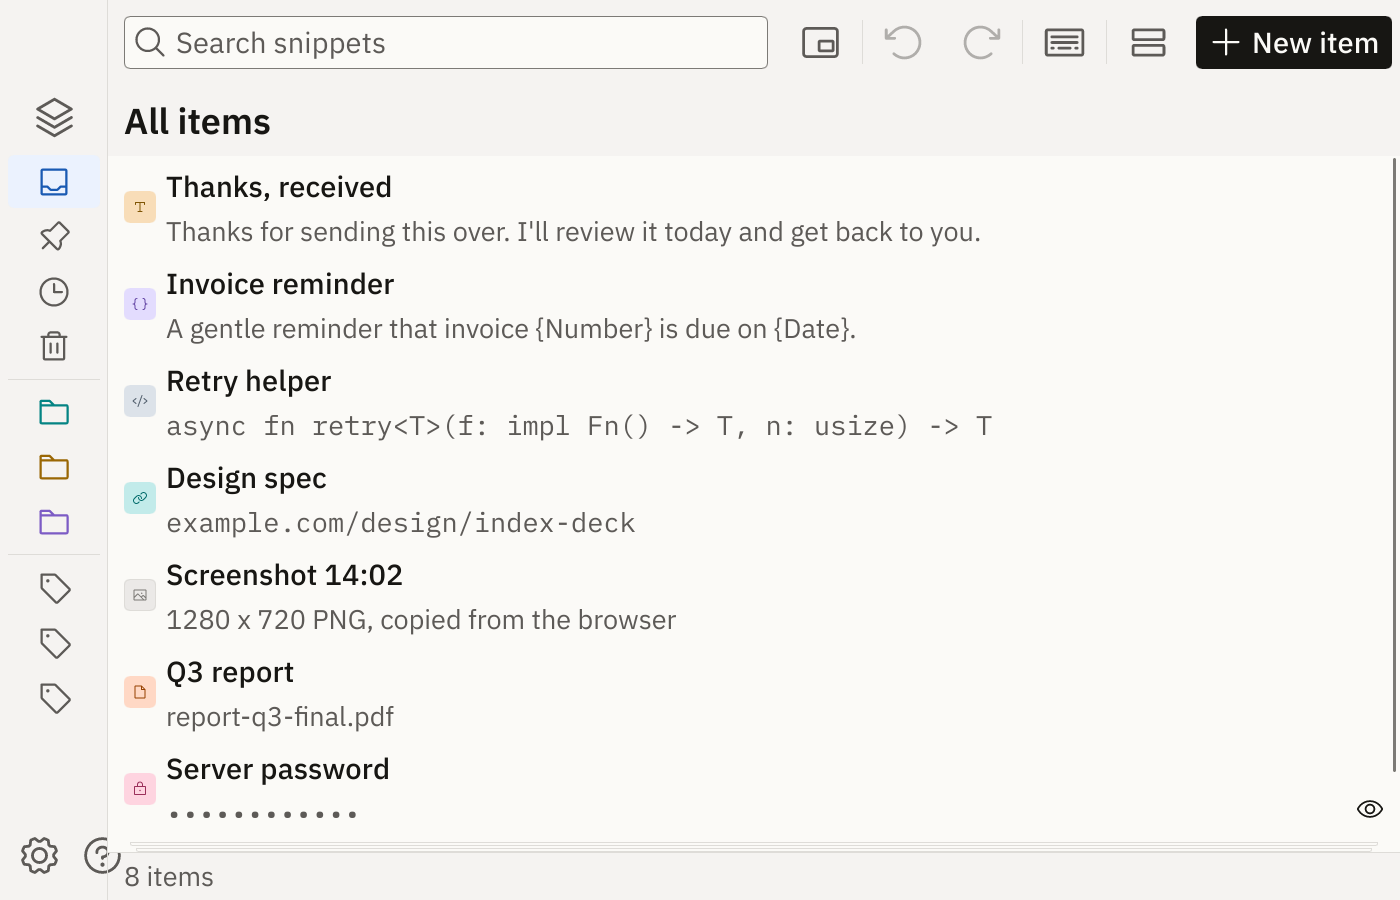 Search snippets
New item
All items
Thanks, received
Thanks for sending this over. I'll review it today and get back to you.
Invoice reminder
A gentle reminder that invoice {Number} is due on {Date}.
Retry helper
async fn retry<T>(f: impl Fn() -> T, n: usize) -> T
Design spec
example.com/design/index-deck
Screenshot 14:02
1280 x 720 PNG, copied from the browser
Q3 report
report-q3-final.pdf
Server password
••••••••••••
8 items